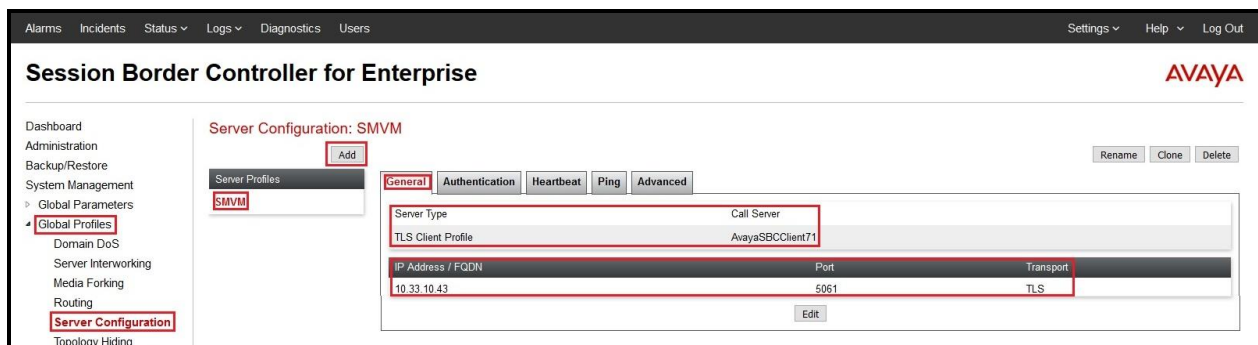 Alarms Incidents Status Logs Diagnostics Users Settings Help Log Out
Session Border Controller for Enterprise
AVAYA
Dashboard
Administration
Backup/Restore
System Management
Global Parameters
Global Profiles
Domain DoS
Server Interworking
Media Forking
Routing
Server Configuration
Topology Hiding
Server Configuration: SMVM
Add
Rename Clone Delete
Server Profiles
SMVM
General Authentication Heartbeat Ping Advanced
Server Type Call Server
TLS Client Profile AvayaSBCClient71
IP Address / FQDN Port Transport
10.33.10.43 5061 TLS
Edit